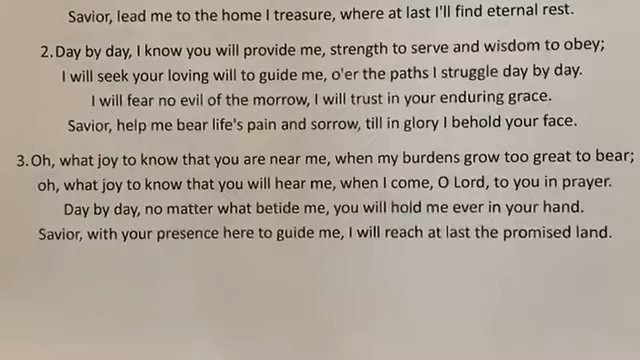 Savior, lead me to the home I treasure, where at last I'll find eternal rest.
2. Day by day, I know you will provide me, strength to serve and wisdom to obey;
I will seek your loving will to guide me, o'er the paths I struggle day by day.
I will fear no evil of the morrow, I will trust in your enduring grace.
Savior, help me bear life's pain and sorrow, till in glory I behold your face.
3. Oh, what joy to know that you are near me, when my burdens grow too great to bear;
oh, what joy to know that you will hear me, when I come, O Lord, to you in prayer.
Day by day, no matter what betide me, you will hold me ever in your hand.
Savior, with your presence here to guide me, I will reach at last the promised land.